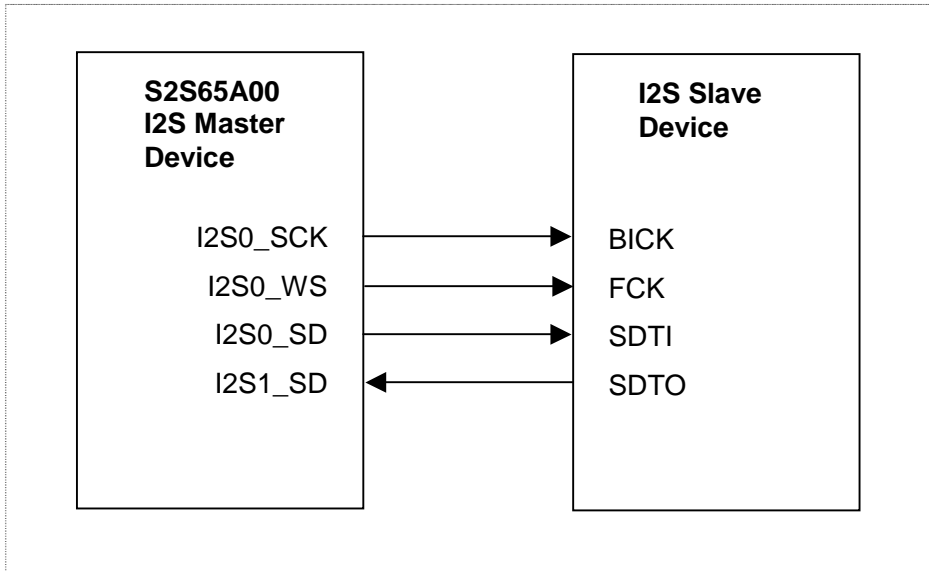 S2S65A00
I2S Master
Device
I2S0_SCK
I2S0_WS
I2S0_SD
I2S1_SD
I2S Slave
Device
BICK
FCK
SDTI
SDTO